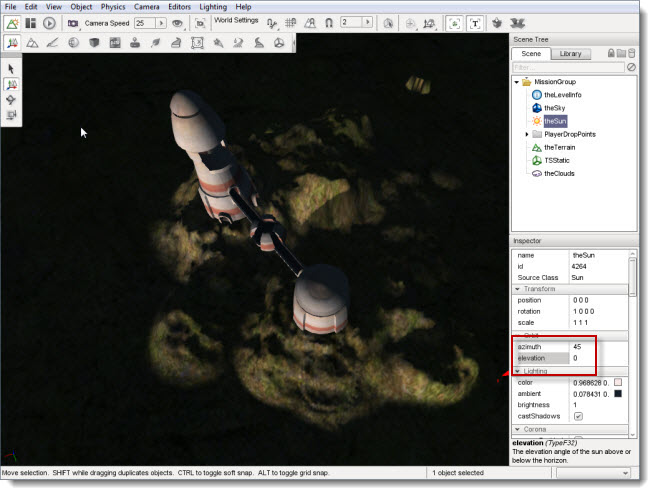 File Edit View Object Physics Camera Editors Lighting Help
Camera Speed 25 World Settings 2
Scene Tree
Scene Library
Filter...
MissionGroup
theLevelInfo
theSky
theSun
PlayerDropPoints
theTerrain
TSStatic
theClouds
Inspector
name theSun
id 4264
Source Class Sun
Transform
position 0 0 0
rotation 1 0 0 0
scale 1 1 1
Orbit
azimuth 45
elevation 0
Lighting
color 0.968628 0.
ambient 0.078431 0.
brightness 1
castShadows
Corona
elevation (TypeF32)
The elevation angle of the sun above or
below the horizon.
Move selection. SHIFT while dragging duplicates objects. CTRL to toggle soft snap. ALT to toggle grid snap. 1 object selected